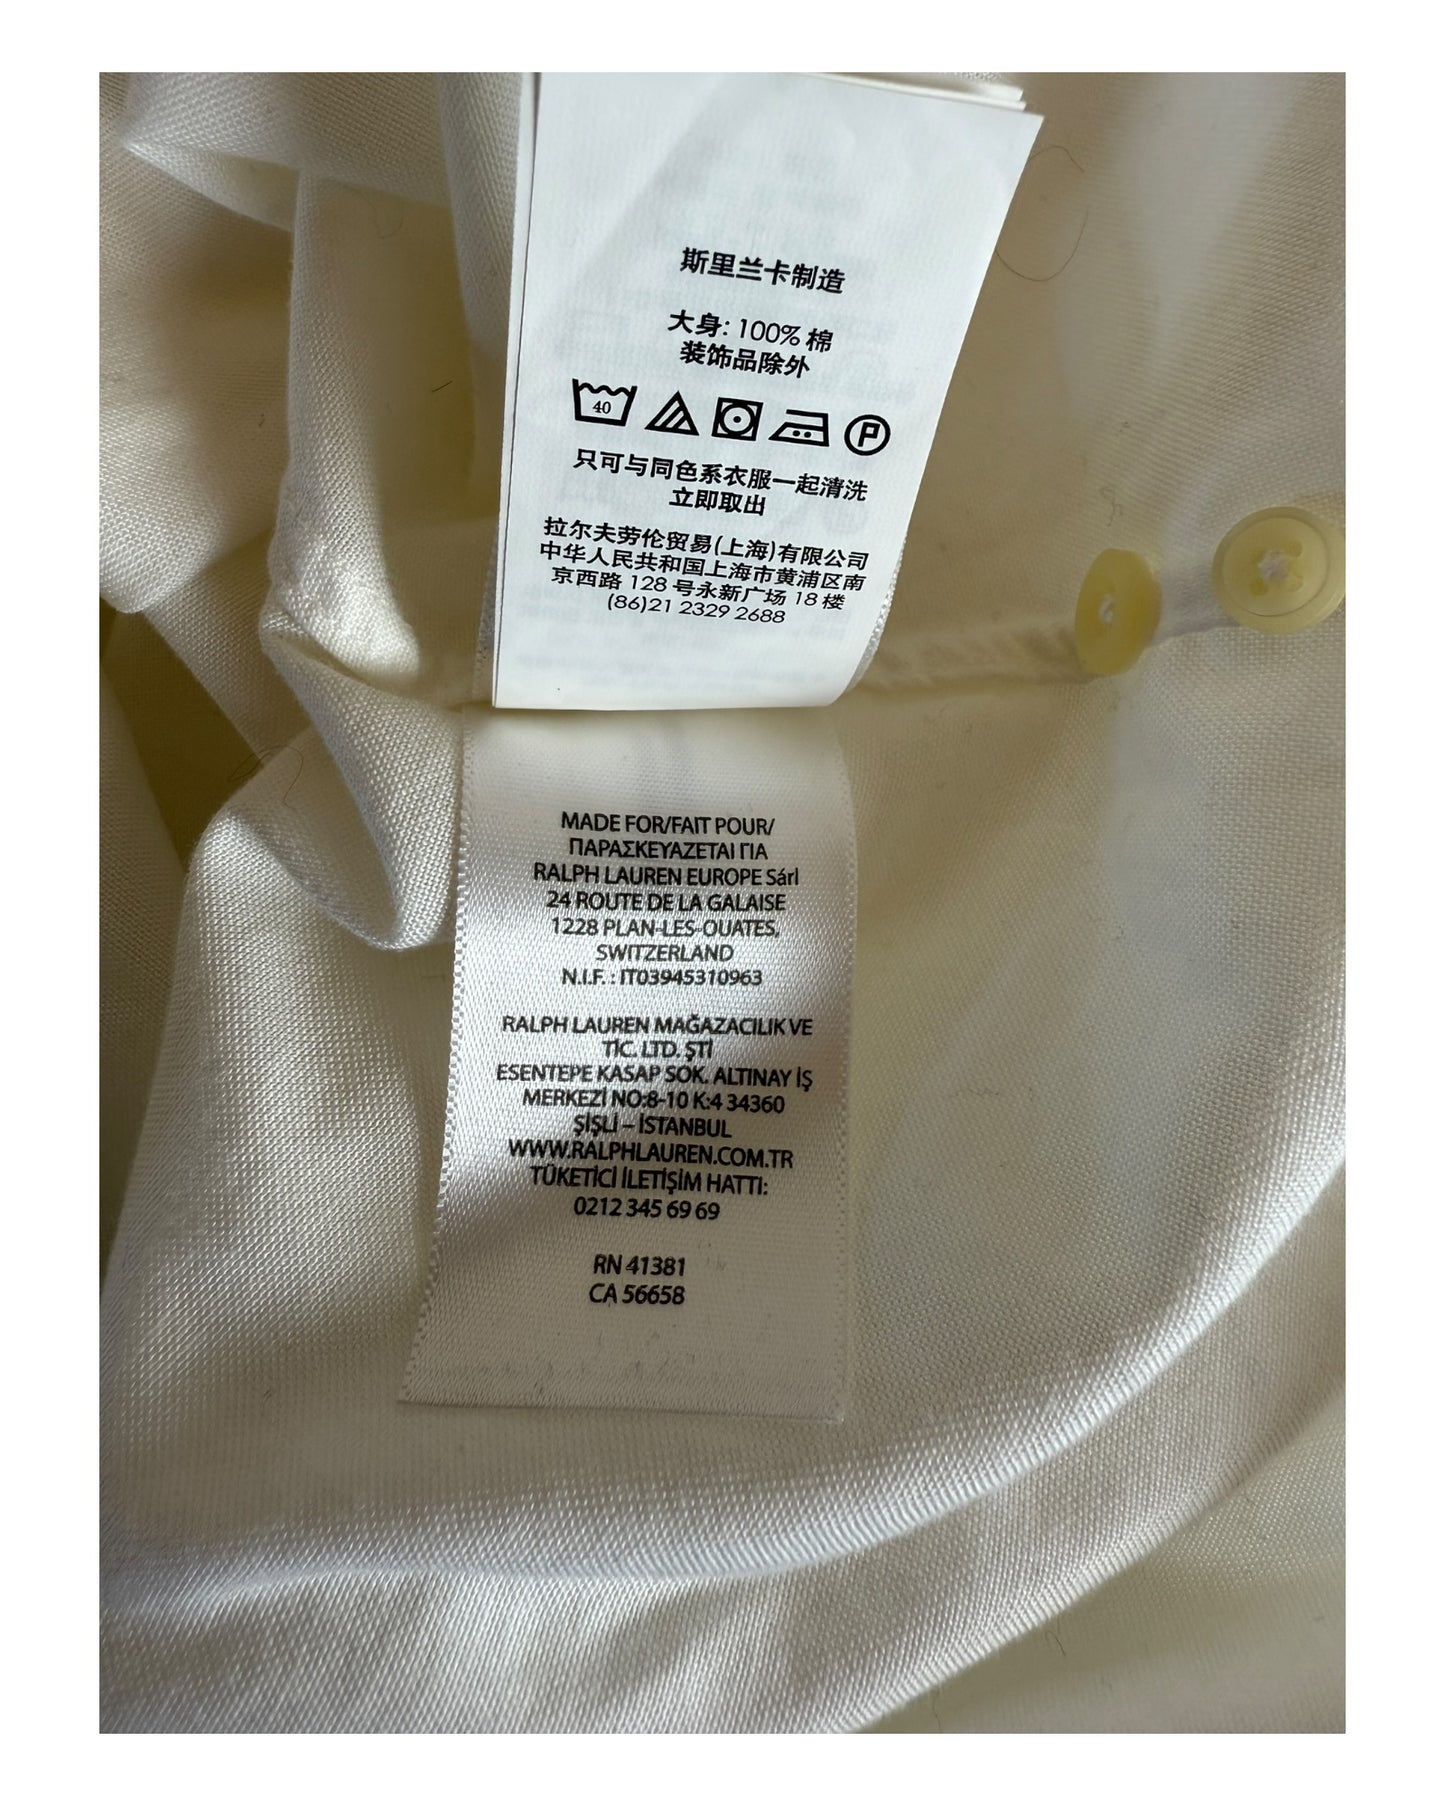 斯里兰卡制造
大身: 100% 棉
装饰品除外
40
P
只可与同色系衣服一起清洗
立即取出
拉尔夫劳伦贸易(上海)有限公司
中华人民共和国上海市黄浦区南
京西路 128 号永新广场 18 楼
(86)21 2329 2688
MADE FOR/FAIT POUR/
ΠΑΡΑΣΚΕΥΑΖΕΤΑΙ ΓΙΑ
RALPH LAUREN EUROPE Sárl
24 ROUTE DE LA GALAISE
1228 PLAN-LES-OUATES,
SWITZERLAND
N.I.F. : IT03945310963
RALPH LAUREN MAĞAZACILIK VE
TİC. LTD. ŞTİ
ESENTEPE KASAP SOK. ALTINAY İŞ
MERKEZİ NO:8-10 K:4 34360
ŞİŞLİ – İSTANBUL
WWW.RALPHLAUREN.COM.TR
TÜKETİCİ İLETİŞİM HATTI:
0212 345 69 69
RN 41381
CA 56658